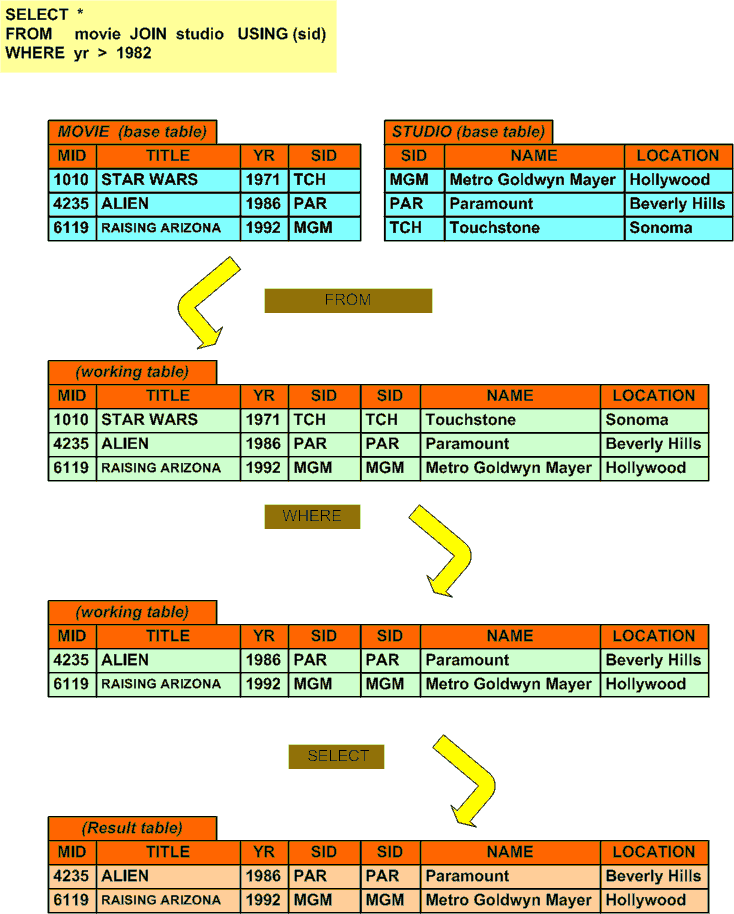 SELECT *
FROM movie JOIN studio USING (sid)
WHERE yr > 1982
MOVIE (base table)
MID TITLE YR SID
1010 STAR WARS 1971 TCH
4235 ALIEN 1986 PAR
6119 RAISING ARIZONA 1992 MGM
STUDIO (base table)
SID NAME LOCATION
MGM Metro Goldwyn Mayer Hollywood
PAR Paramount Beverly Hills
TCH Touchstone Sonoma
FROM
(working table)
MID TITLE YR SID SID NAME LOCATION
1010 STAR WARS 1971 TCH TCH Touchstone Sonoma
4235 ALIEN 1986 PAR PAR Paramount Beverly Hills
6119 RAISING ARIZONA 1992 MGM MGM Metro Goldwyn Mayer Hollywood
WHERE
(working table)
MID TITLE YR SID SID NAME LOCATION
4235 ALIEN 1986 PAR PAR Paramount Beverly Hills
6119 RAISING ARIZONA 1992 MGM MGM Metro Goldwyn Mayer Hollywood
SELECT
(Result table)
MID TITLE YR SID SID NAME LOCATION
4235 ALIEN 1986 PAR PAR Paramount Beverly Hills
6119 RAISING ARIZONA 1992 MGM MGM Metro Goldwyn Mayer Hollywood